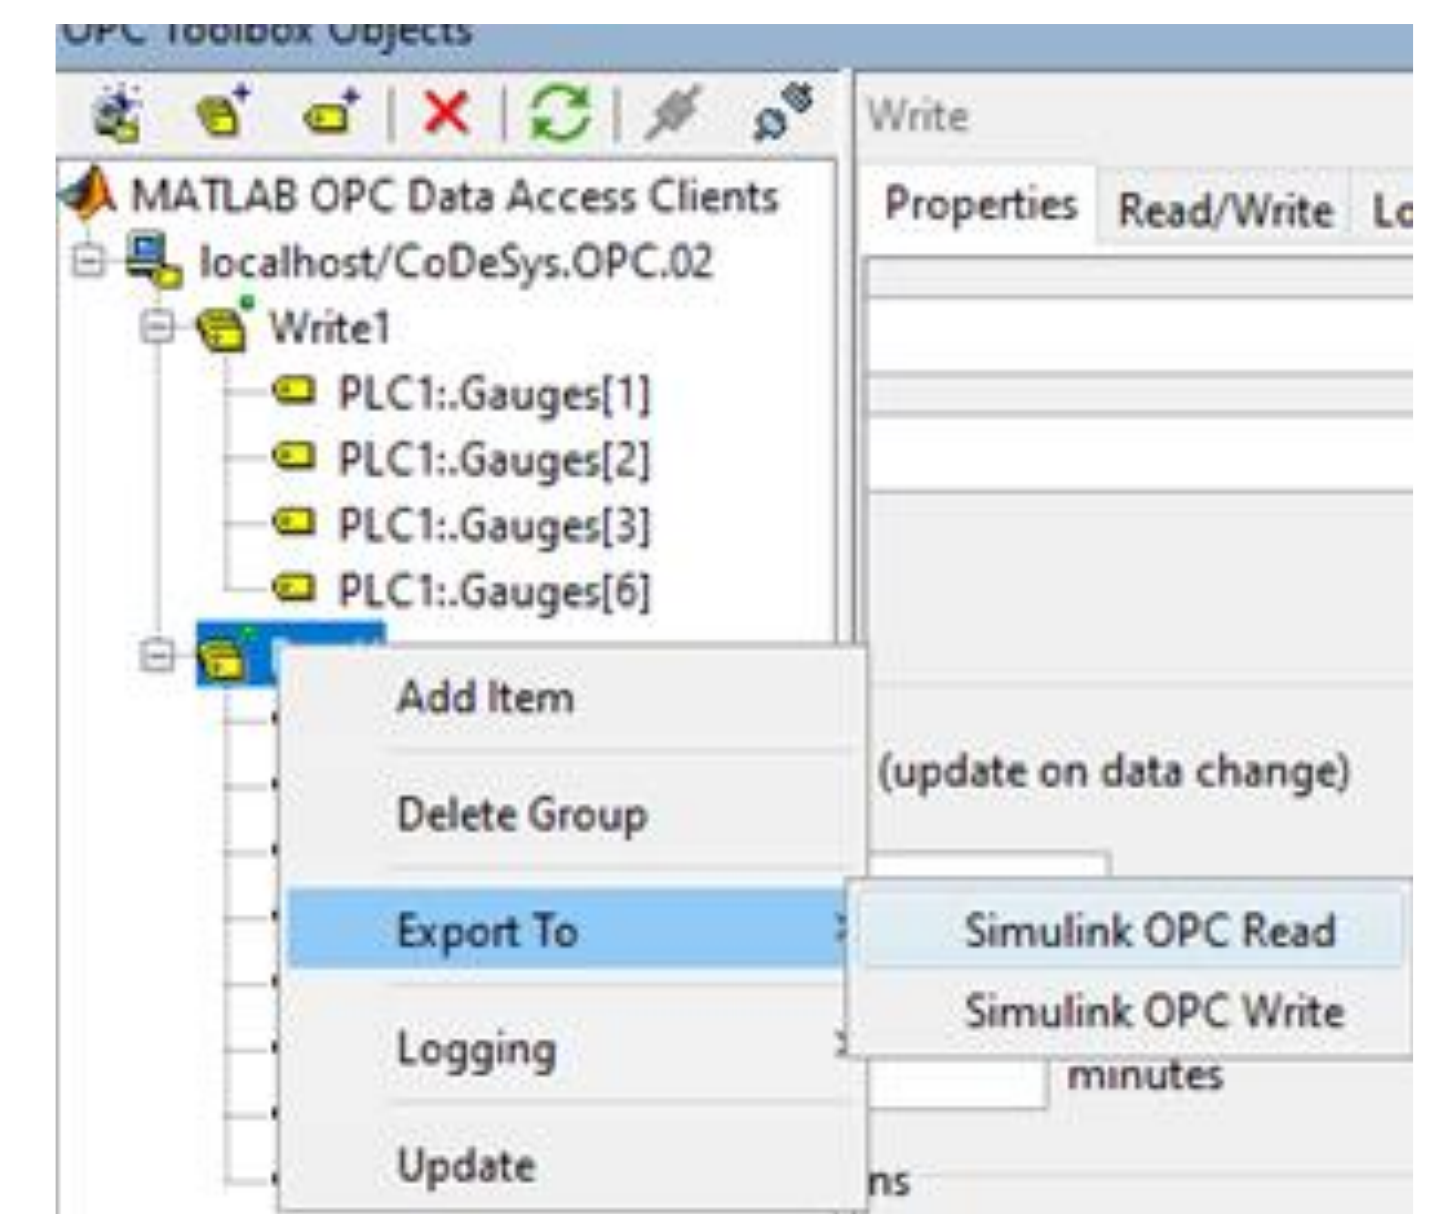 OPC Toolbox Objects
Write
MATLAB OPC Data Access Clients
Properties Read/Write
localhost/CoDeSys.OPC.02
Write1
PLC1:.Gauges[1]
PLC1:.Gauges[2]
PLC1:.Gauges[3]
PLC1:.Gauges[6]
Add Item
(update on data change)
Delete Group
Export To
Simulink OPC Read
Simulink OPC Write
Logging
minutes
Update
ns